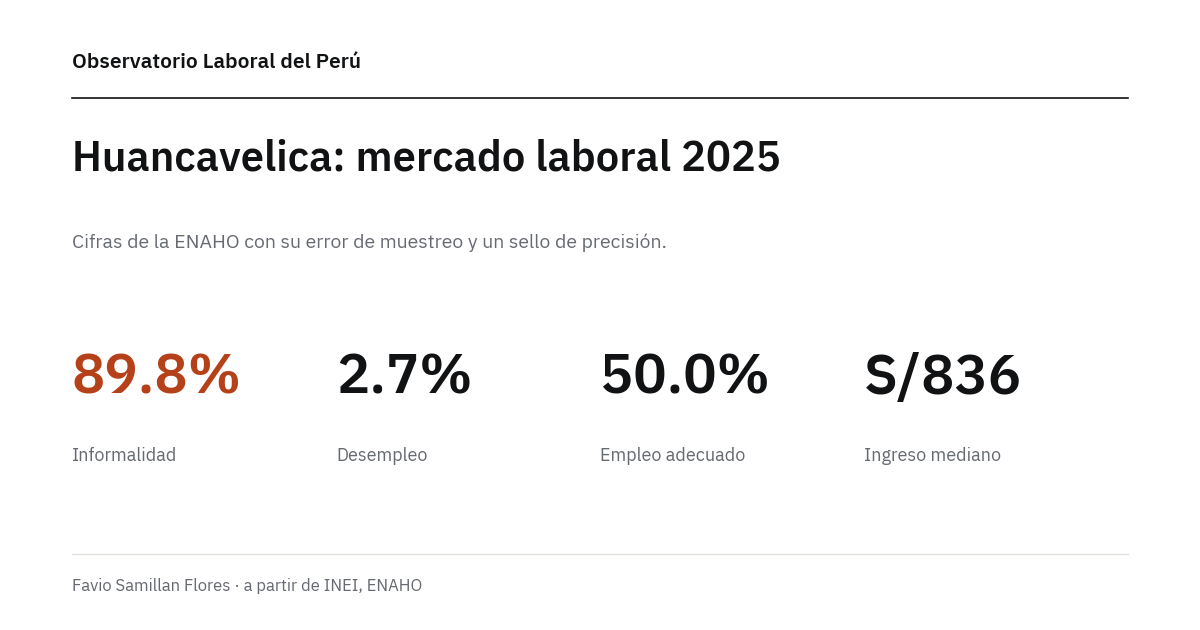 Observatorio Laboral del Perú
Huancavelica: mercado laboral 2025
Cifras de la ENAHO con su error de muestreo y un sello de precisión.
89.8% 2.7% 50.0% S/836
Informalidad Desempleo Empleo adecuado Ingreso mediano
Favio Samillan Flores · a partir de INEI, ENAHO